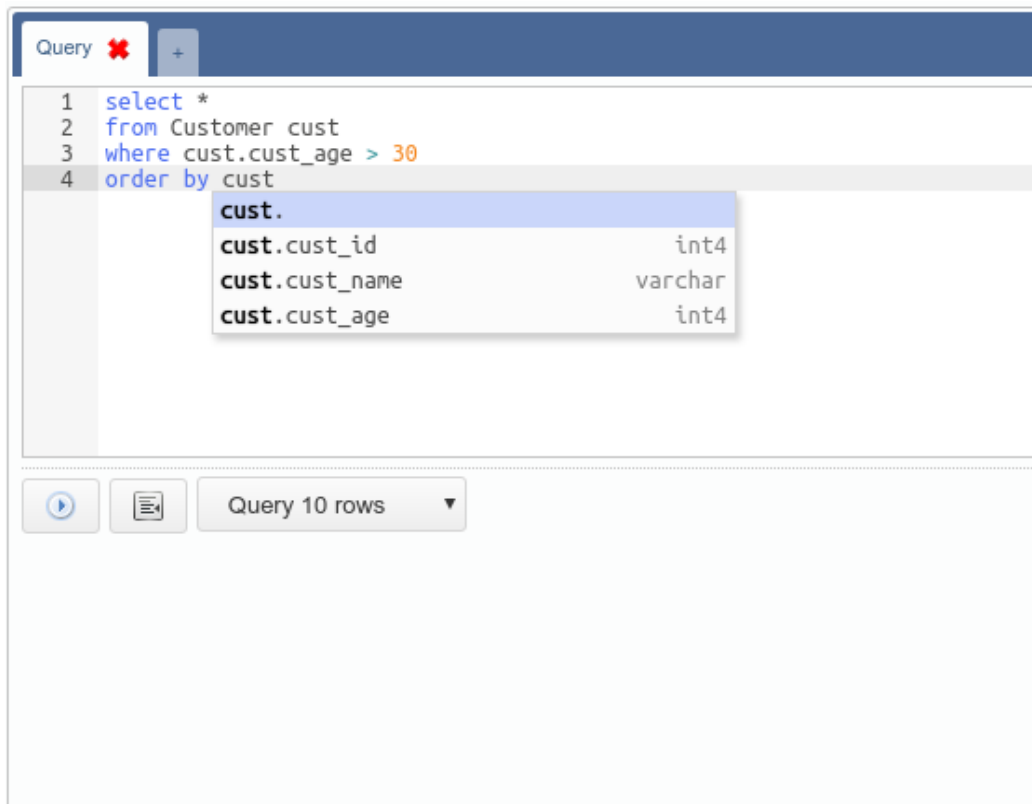 Query
+
1 select *
2 from Customer cust
3 where cust.cust_age > 30
4 order by cust
cust.
cust.cust_id int4
cust.cust_name varchar
cust.cust_age int4
Query 10 rows